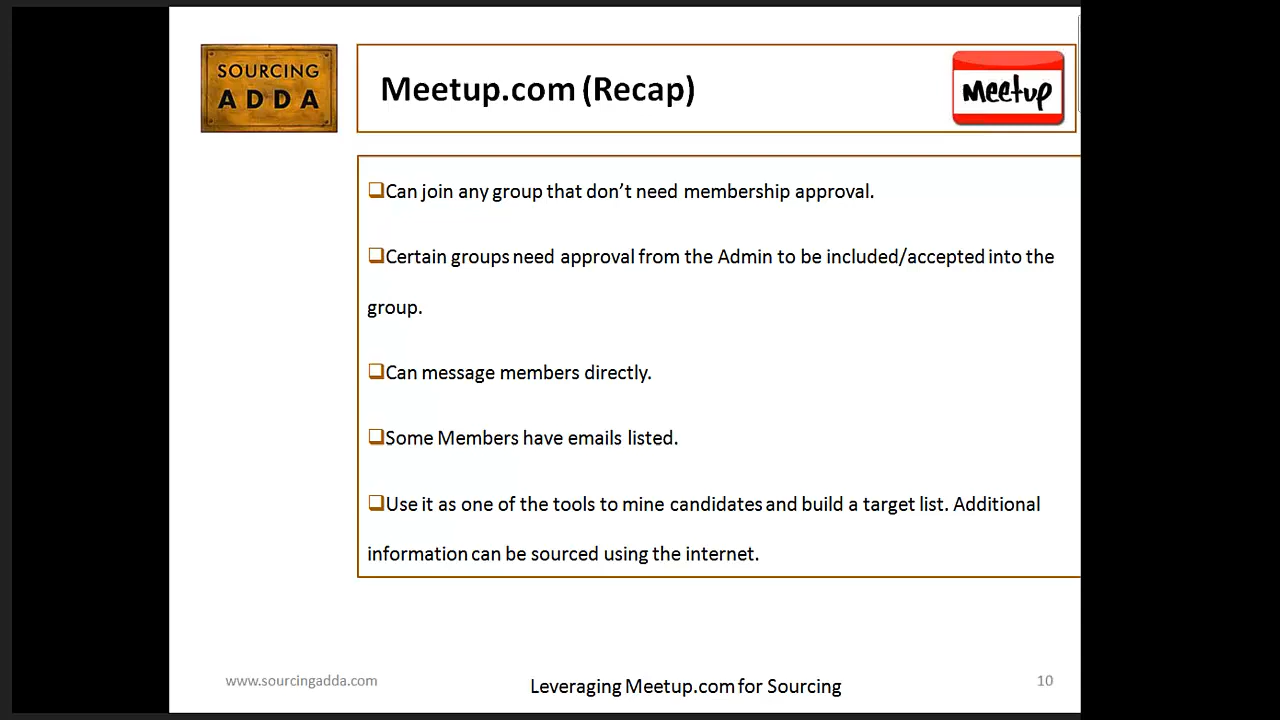 SOURCING
ADDA
Meetup.com (Recap)
Meetup
❑Can join any group that don’t need membership approval.
❑Certain groups need approval from the Admin to be included/accepted into the
group.
❑Can message members directly.
❑Some Members have emails listed.
❑Use it as one of the tools to mine candidates and build a target list. Additional
information can be sourced using the internet.
www.sourcingadda.com
Leveraging Meetup.com for Sourcing
10